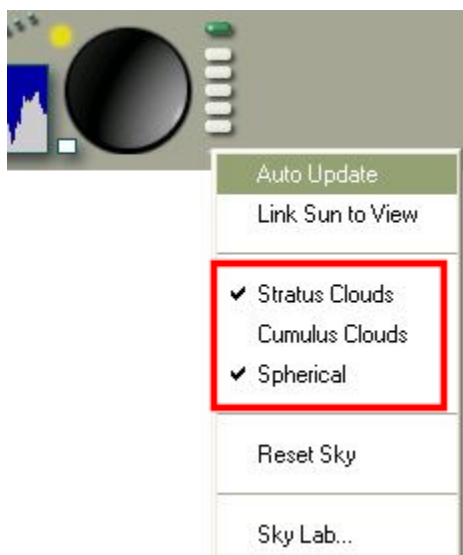 Auto Update
Link Sun to View
Stratus Clouds
Cumulus Clouds
Spherical
Reset Sky
Sky Lab...